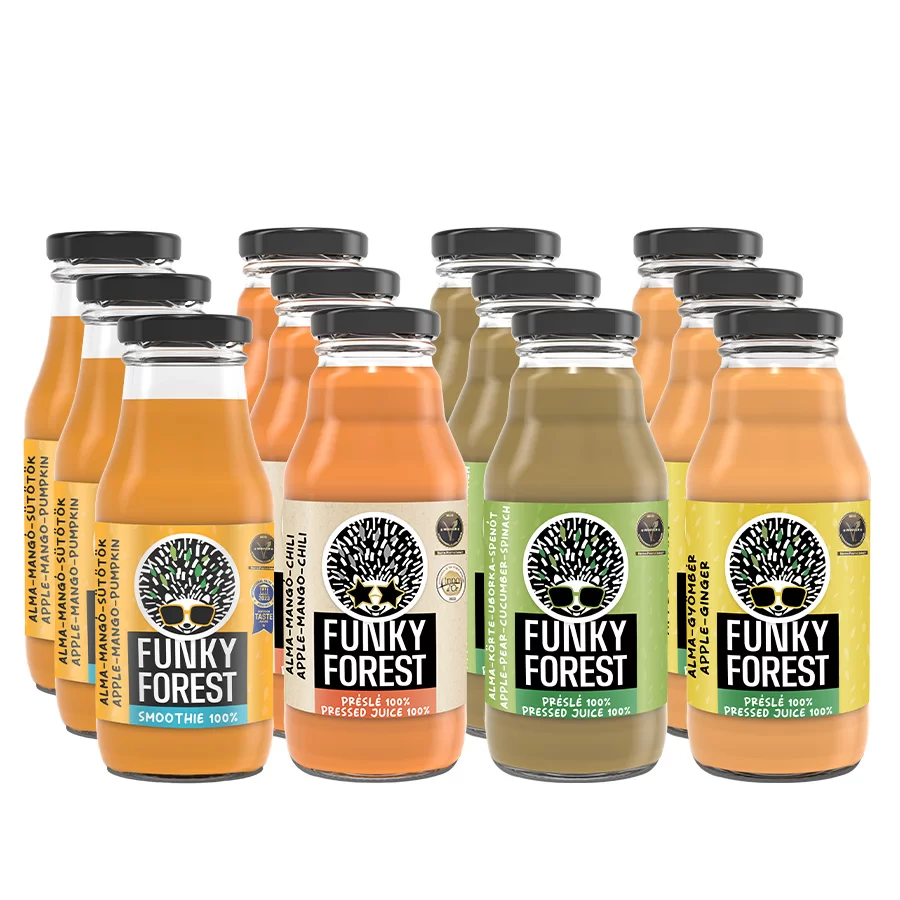 ALMA-MANGÓ-SÜTŐTÖK
APPLE-MANGO-PUMPKIN
ALMA-MANGÓ-SÜTŐTÖK
APPLE-MANGO-PUMPKIN
ALMA-MANGÓ-SÜTŐTÖK
APPLE-MANGO-PUMPKIN
FUNKY
FOREST
SMOOTHIE 100%
TASTE
ALMA-MANGÓ-CHILI
APPLE-MANGO-CHILI
FUNKY
FOREST
PRÉSLÉ 100%
PRESSED JUICE 100%
ALMA-KÖRTE-UBORKA-SPENÓT
APPLE-PEAR-CUCUMBER-SPINACH
FUNKY
FOREST
PRÉSLÉ 100%
PRESSED JUICE 100%
ALMA-GYÖMBÉR
APPLE-GINGER
FUNKY
FOREST
PRÉSLÉ 100%
PRESSED JUICE 100%